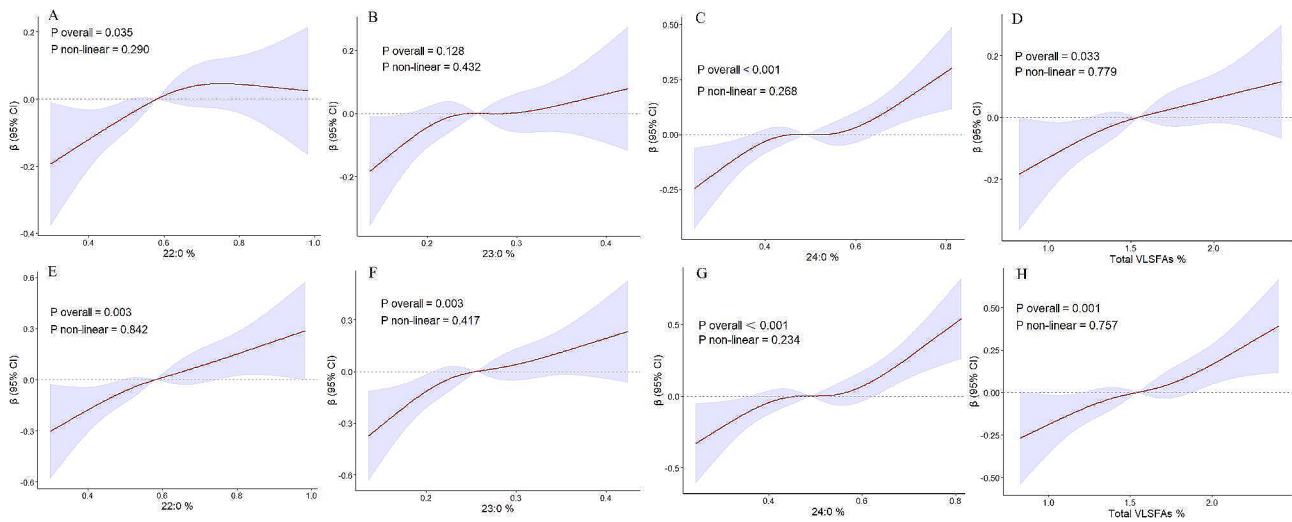 A
P overall = 0.035
P non-linear = 0.290
β (95% CI)
0.2
0.0
-0.2
-0.4
0.4
0.6
0.8
1.0
22:0 %
B
P overall = 0.128
P non-linear = 0.432
β (95% CI)
0.2
0.0
-0.2
0.2
0.3
0.4
23:0 %
C
P overall < 0.001
P non-linear = 0.268
β (95% CI)
0.50
0.25
0.00
-0.25
0.4
0.6
0.8
24:0 %
D
P overall = 0.033
P non-linear = 0.779
β (95% CI)
0.2
0.0
-0.2
1.0
1.5
2.0
Total VLSFAs %
E
P overall = 0.003
P non-linear = 0.842
β (95% CI)
0.6
0.3
0.0
-0.3
-0.6
0.4
0.6
0.8
1.0
22:0 %
F
P overall = 0.003
P non-linear = 0.417
β (95% CI)
0.3
0.0
-0.3
-0.6
0.2
0.3
0.4
23:0 %
G
P overall < 0.001
P non-linear = 0.234
β (95% CI)
0.5
0.0
-0.5
0.4
0.6
0.8
24:0 %
H
P overall = 0.001
P non-linear = 0.757
β (95% CI)
0.50
0.25
0.00
-0.25
-0.50
1.0
1.5
2.0
Total VLSFAs %